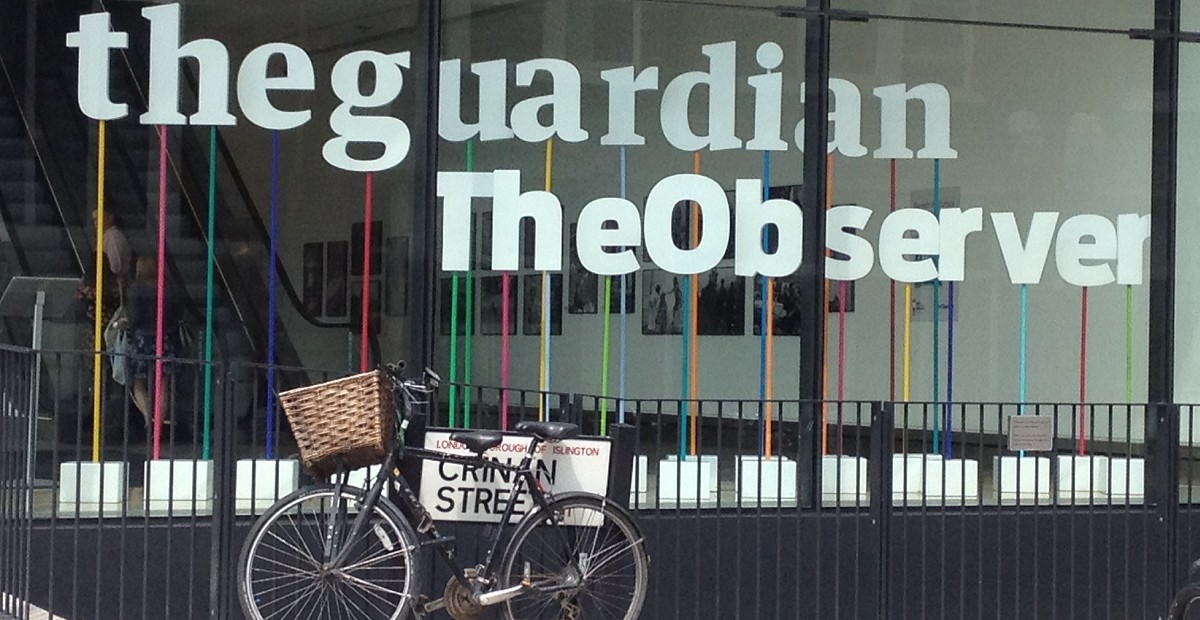 theguardian
TheObserver
LONDON BOROUGH OF ISLINGTON
CRINAN
STREET